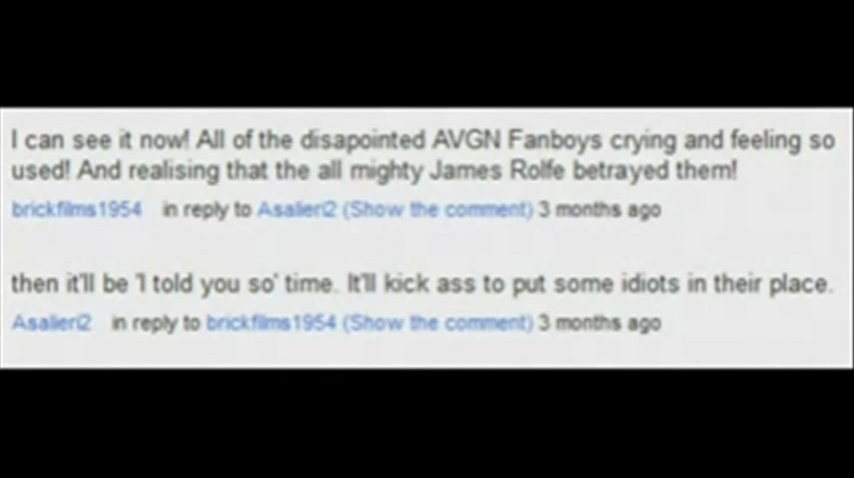 I can see it now! All of the disapointed AVGN Fanboys crying and feeling so
used! And realising that the all mighty James Rolfe betrayed them!
brickfilms1954 in reply to Asalieri2 (Show the comment) 3 months ago
then it'll be 'I told you so' time. It'll kick ass to put some idiots in their place.
Asalieri2 in reply to brickfilms1954 (Show the comment) 3 months ago